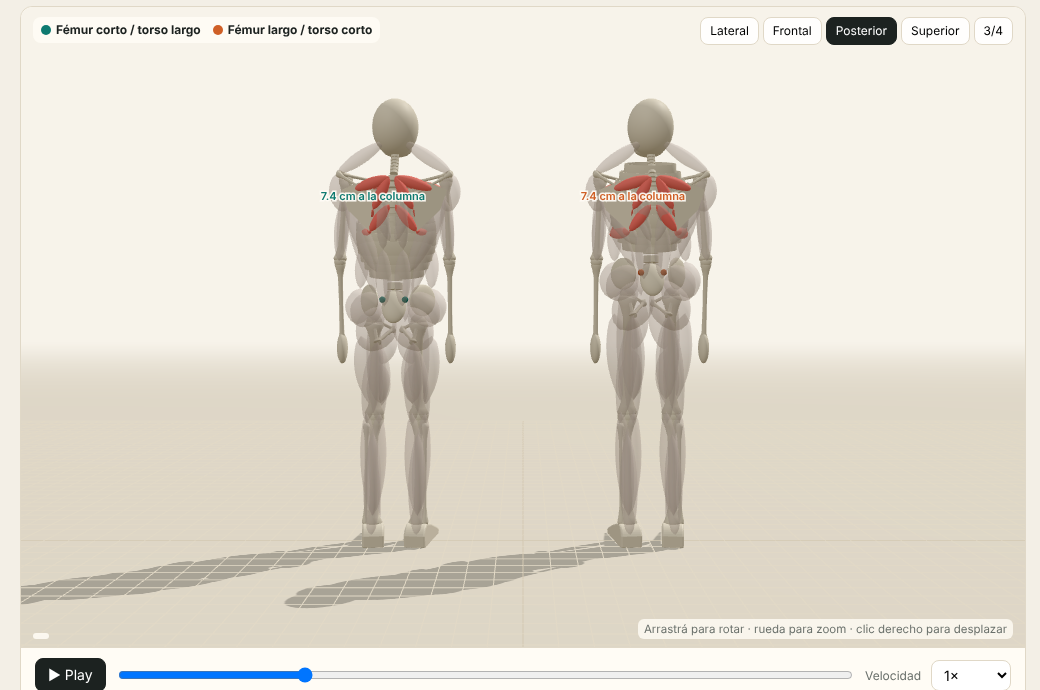 Fémur corto / torso largo
Fémur largo / torso corto
Lateral
Frontal
Posterior
Superior
3/4
7.4 cm a la columna
7.4 cm a la columna
Arrastrá para rotar · rueda para zoom · clic derecho para desplazar
▶ Play
Velocidad
1×